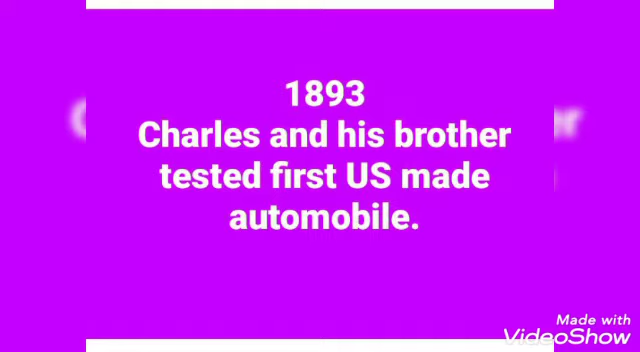 1893
Charles and his brother
tested first US made
automobile.
Made with
VideoShow